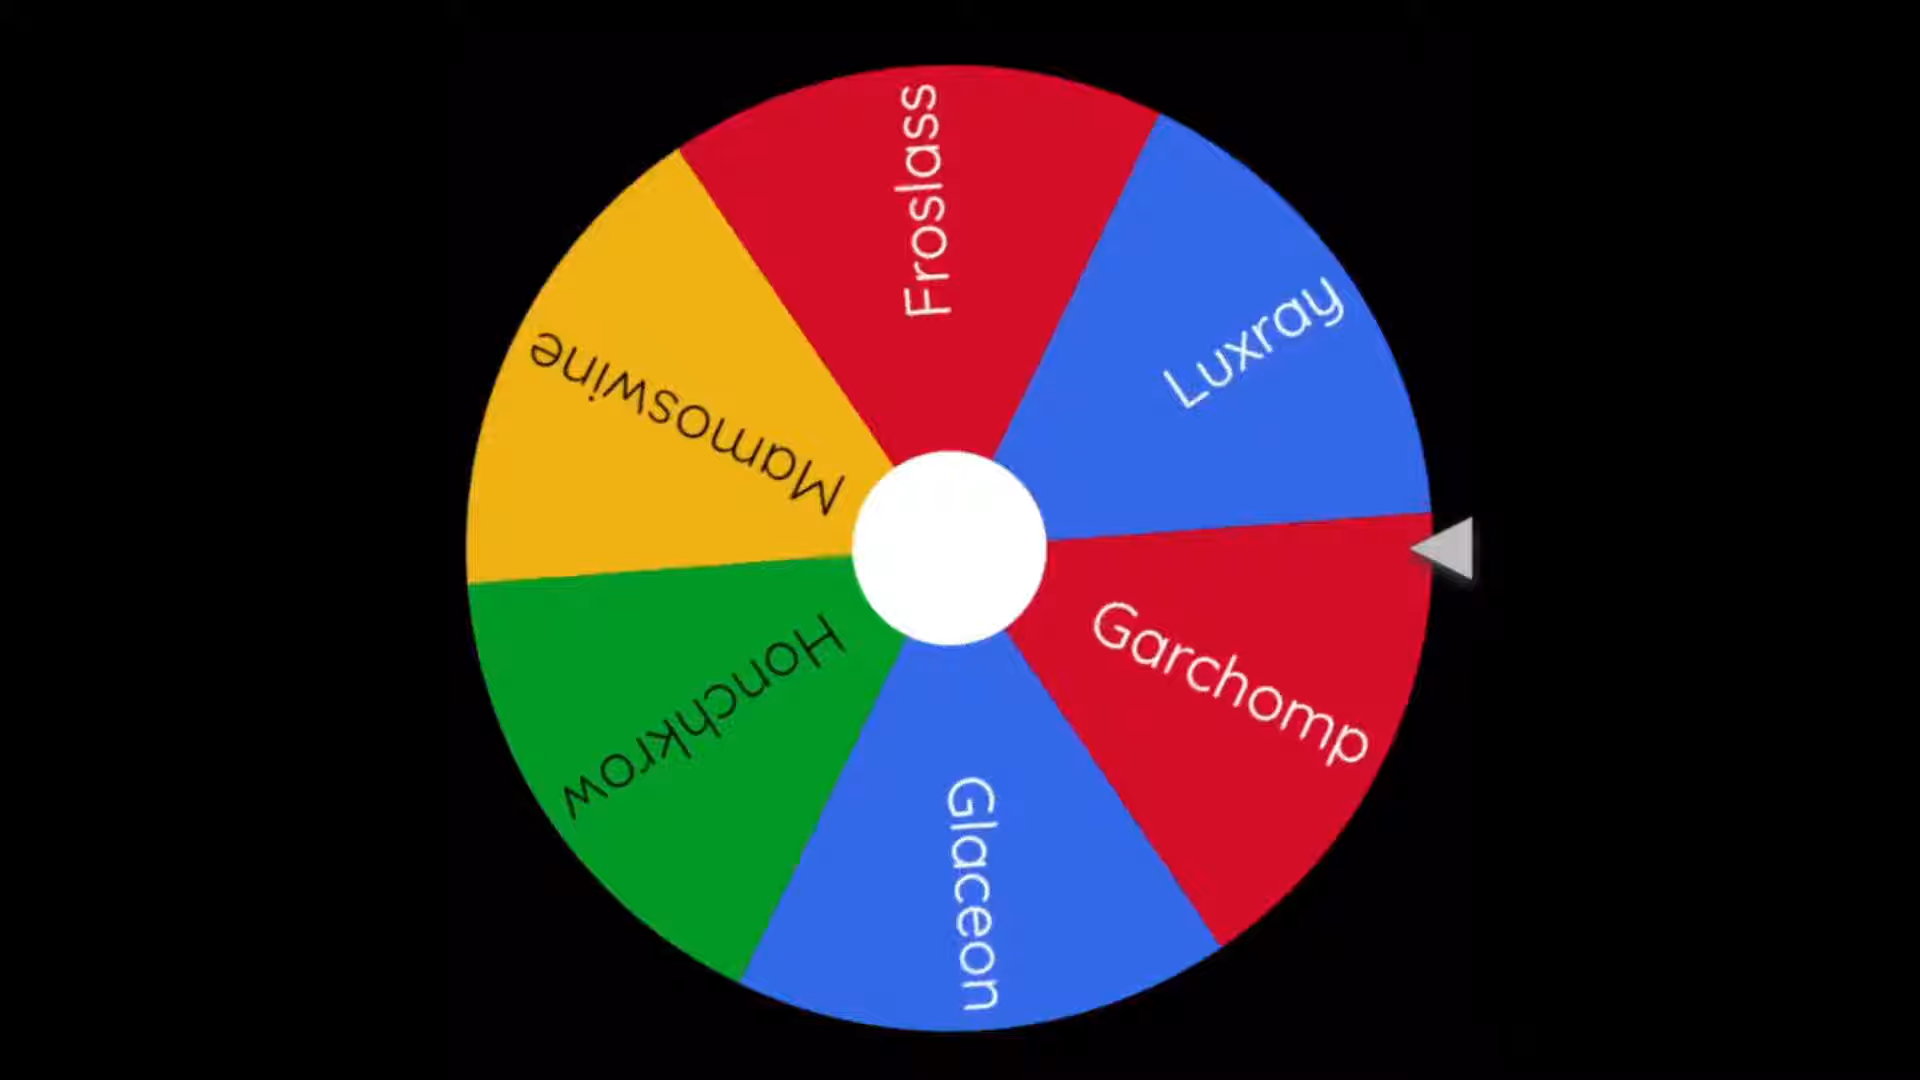 Froslass
Luxray
Garchomp
Glaceon
Honchkrow
Mamoswine